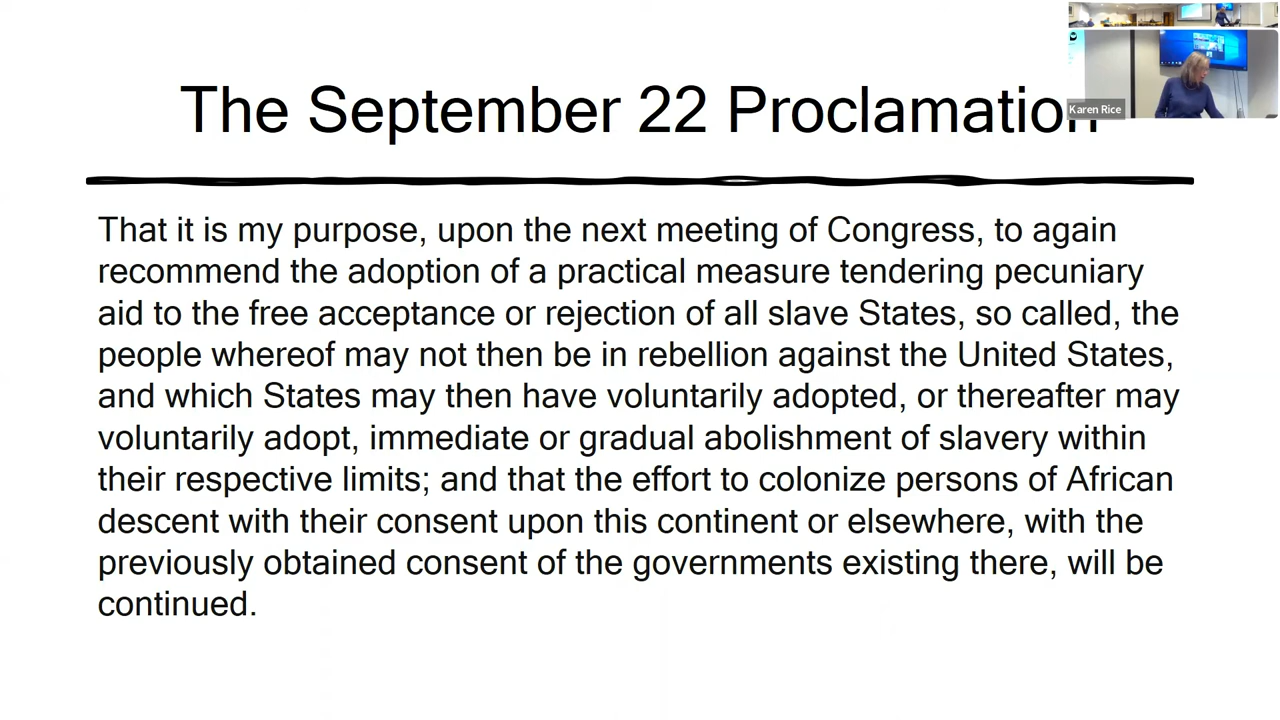 The September 22 Proclamation
Karen Rice
That it is my purpose, upon the next meeting of Congress, to again
recommend the adoption of a practical measure tendering pecuniary
aid to the free acceptance or rejection of all slave States, so called, the
people whereof may not then be in rebellion against the United States,
and which States may then have voluntarily adopted, or thereafter may
voluntarily adopt, immediate or gradual abolishment of slavery within
their respective limits; and that the effort to colonize persons of African
descent with their consent upon this continent or elsewhere, with the
previously obtained consent of the governments existing there, will be
continued.